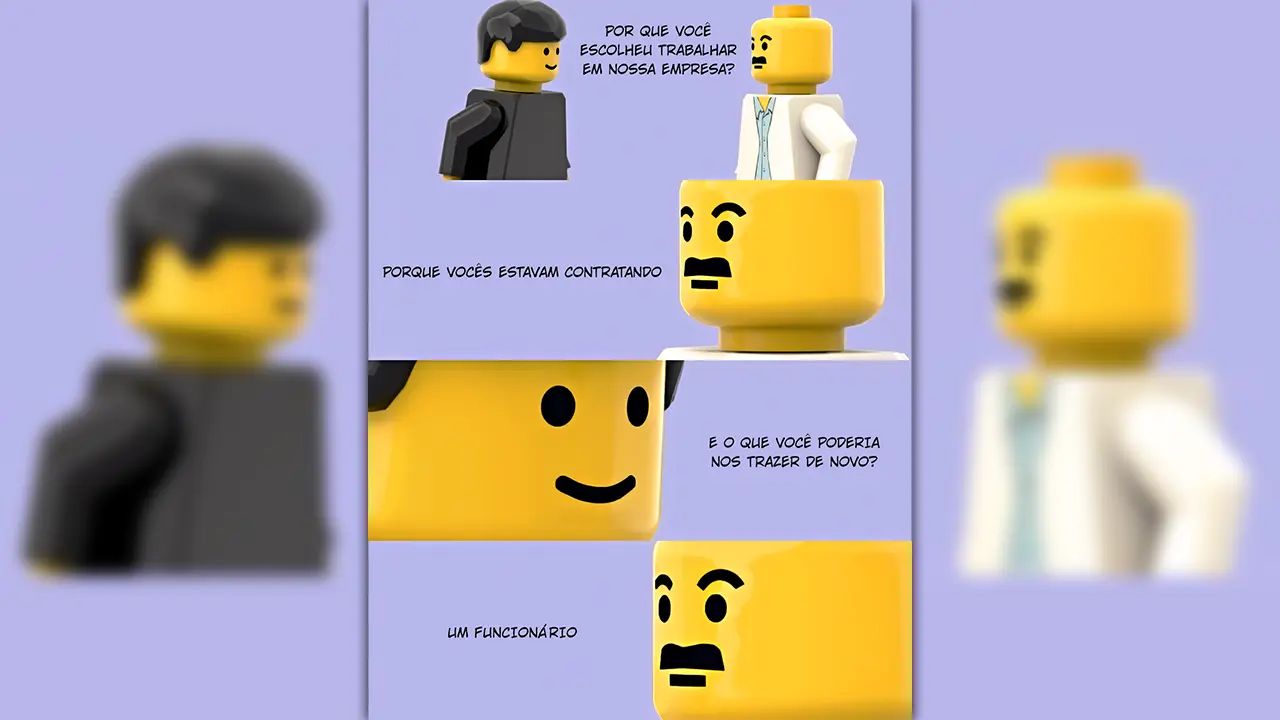 POR QUE VOCÊ
ESCOLHEU TRABALHAR
EM NOSSA EMPRESA?
PORQUE VOCÊS ESTAVAM CONTRATANDO
E O QUE VOCÊ PODERIA
NOS TRAZER DE NOVO?
UM FUNCIONÁRIO